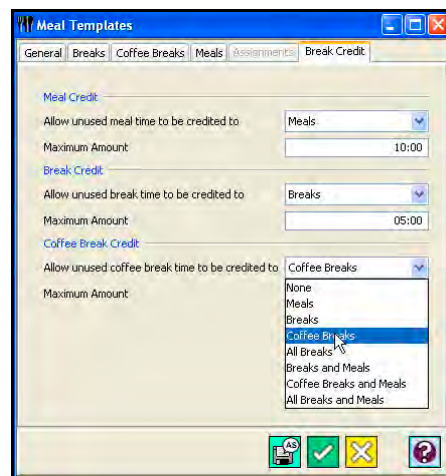 Meal Templates
General Breaks Coffee Breaks Meals Assignments Break Credit
Meal Credit
Allow unused meal time to be credited to Meals
Maximum Amount 10:00
Break Credit
Allow unused break time to be credited to Breaks
Maximum Amount 05:00
Coffee Break Credit
Allow unused coffee break time to be credited to Coffee Breaks
Maximum Amount
None
Meals
Breaks
Coffee Breaks
All Breaks
Breaks and Meals
Coffee Breaks and Meals
All Breaks and Meals
AS
?